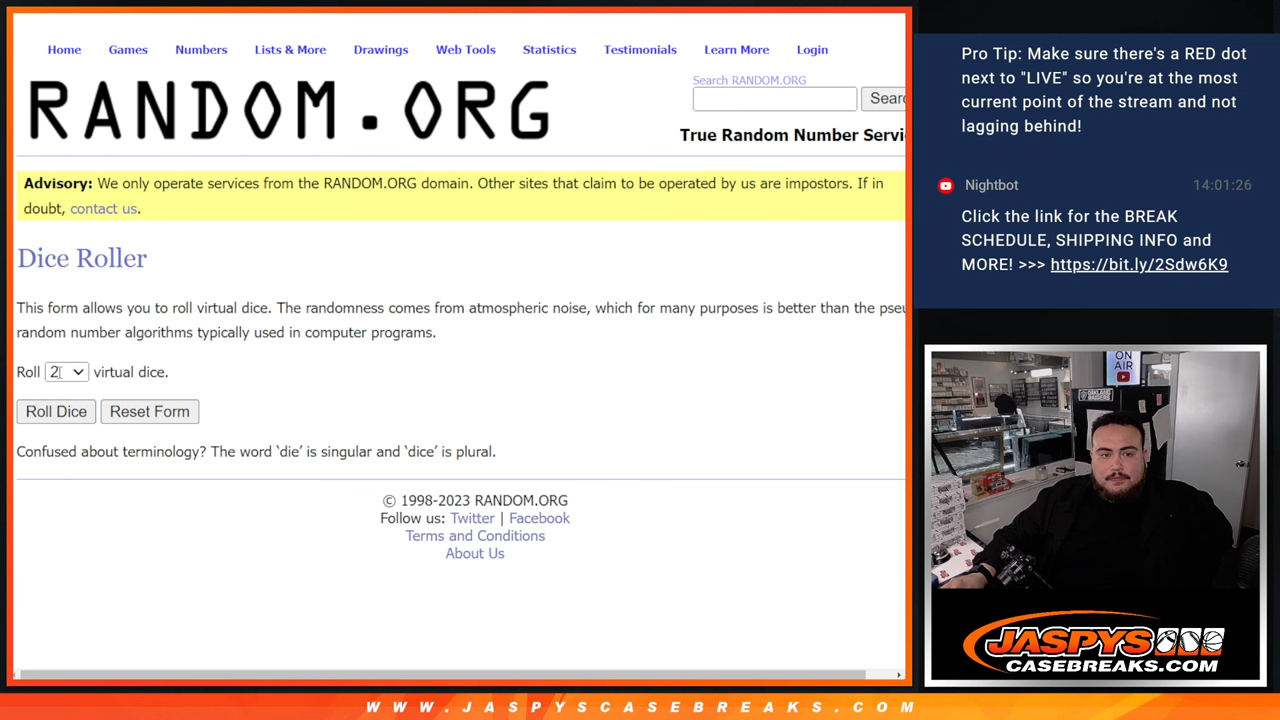 Home Games Numbers Lists & More Drawings Web Tools Statistics Testimonials Learn More Login
RANDOM.ORG
Search RANDOM.ORG
Searc
True Random Number Servi
Advisory: We only operate services from the RANDOM.ORG domain. Other sites that claim to be operated by us are impostors. If in
doubt, contact us.
Dice Roller
This form allows you to roll virtual dice. The randomness comes from atmospheric noise, which for many purposes is better than the pseu
random number algorithms typically used in computer programs.
Roll 2 virtual dice.
Roll Dice Reset Form
Confused about terminology? The word ‘die’ is singular and ‘dice’ is plural.
© 1998-2023 RANDOM.ORG
Follow us: Twitter | Facebook
Terms and Conditions
About Us
Pro Tip: Make sure there's a RED dot
next to "LIVE" so you're at the most
current point of the stream and not
lagging behind!
Nightbot 14:01:26
Click the link for the BREAK
SCHEDULE, SHIPPING INFO and
MORE! >>> https://bit.ly/2Sdw6K9
ON
AIR
JASPYS
CASEBREAKS.COM
WWW.JASPYSCASEBREAKS.COM